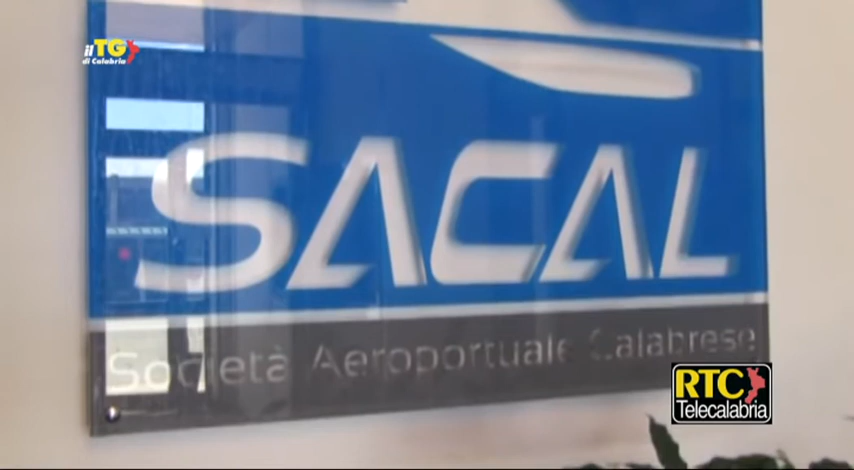 il TG
di Calabria
SACAL
Società Aeroportuale Calabrese
RTC
Telecalabria